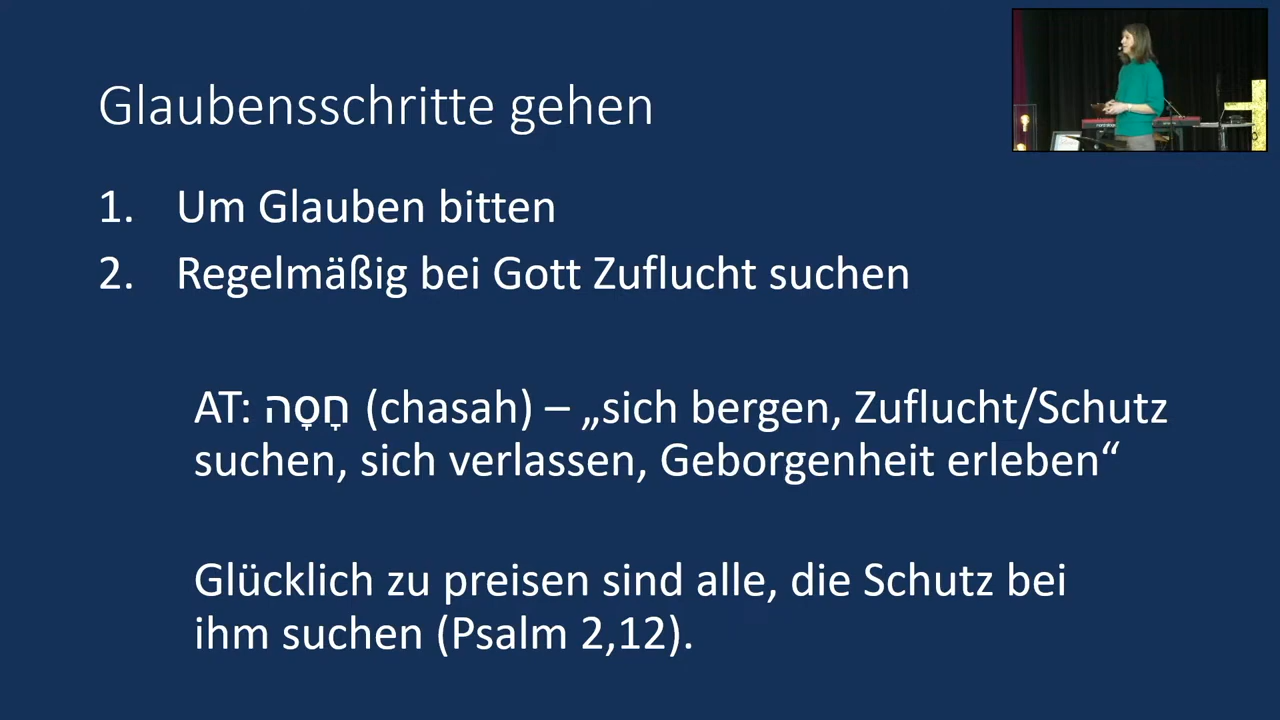 Glaubensschritte gehen
1. Um Glauben bitten
2. Regelmäßig bei Gott Zuflucht suchen
AT: חָסָה (chasah) – „sich bergen, Zuflucht/Schutz
suchen, sich verlassen, Geborgenheit erleben“
Glücklich zu preisen sind alle, die Schutz bei
ihm suchen (Psalm 2,12).